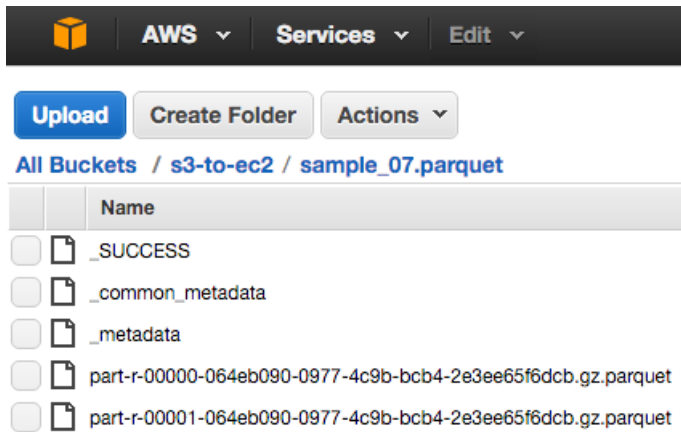 AWS Services Edit
Upload Create Folder Actions
All Buckets / s3-to-ec2 / sample_07.parquet
Name
_SUCCESS
_common_metadata
_metadata
part-r-00000-064eb090-0977-4c9b-bcb4-2e3ee65f6dcb.gz.parquet
part-r-00001-064eb090-0977-4c9b-bcb4-2e3ee65f6dcb.gz.parquet